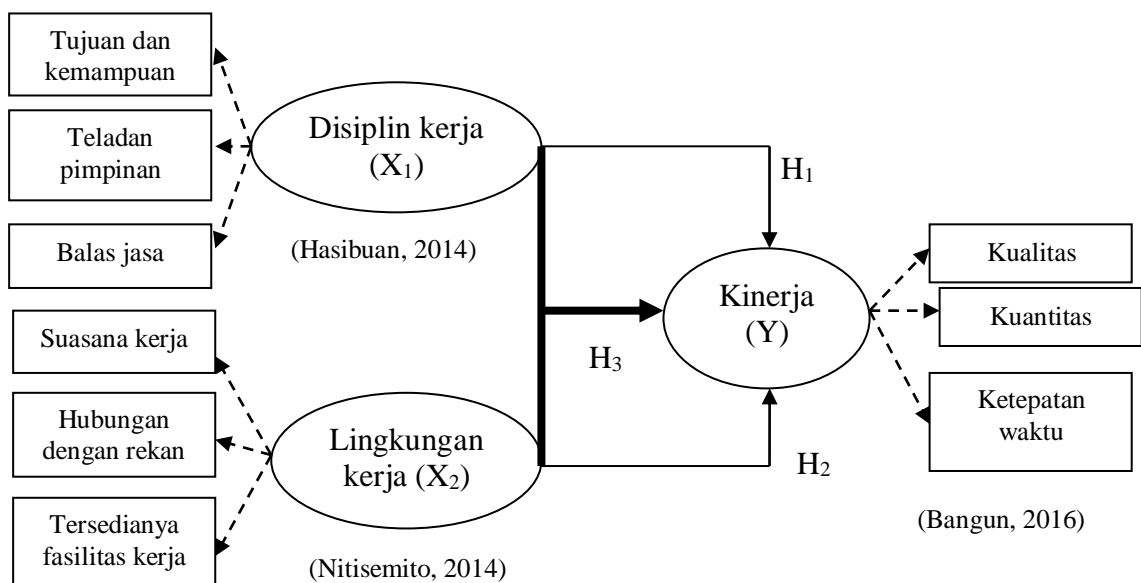 Tujuan dan
kemampuan
Teladan
pimpinan
Balas jasa
Disiplin kerja
(X₁)
(Hasibuan, 2014)
H₁
Suasana kerja
Hubungan
dengan rekan
Tersedianya
fasilitas kerja
Lingkungan
kerja (X₂)
(Nitisemito, 2014)
H₃
H₂
Kinerja
(Y)
Kualitas
Kuantitas
Ketepatan
waktu
(Bangun, 2016)